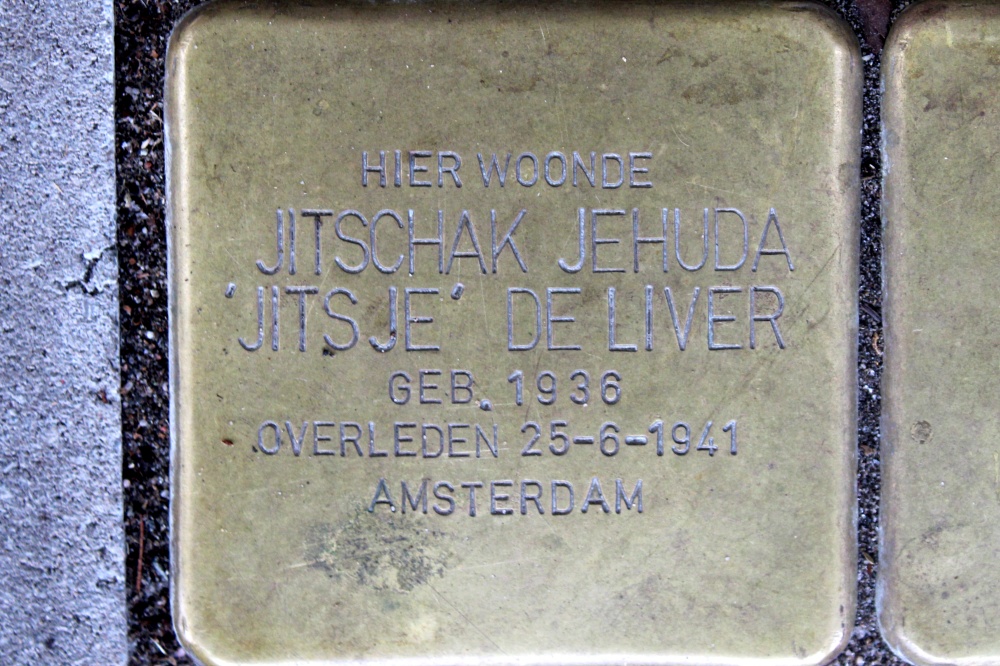 HIER WOONDE
JITSCHAK JEHUDA
'JITSJE' DE LIVER
GEB. 1936
OVERLEDEN 25-6-1941
AMSTERDAM